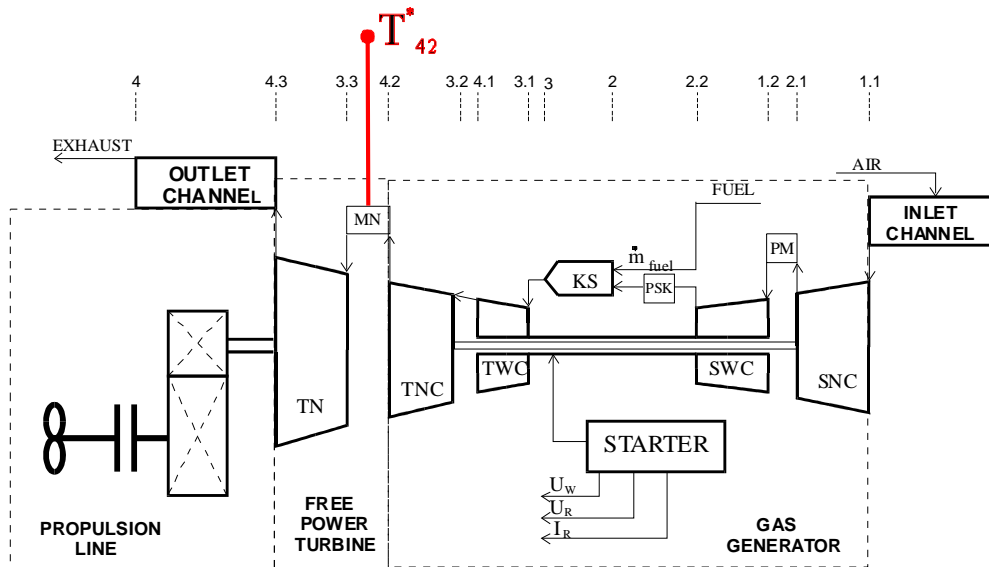 T*42
4 4.3 3.3 4.2 3.2 4.1 3.1 3 2 2.2 1.2 2.1 1.1
EXHAUST
OUTLET
CHANNEL
AIR
FUEL
INLET
CHANNEL
MN
PM
ṁfuel
KS
PSK
TN
TNC
TWC
SWC
SNC
STARTER
UW
UR
IR
PROPULSION
LINE
FREE
POWER
TURBINE
GAS
GENERATOR